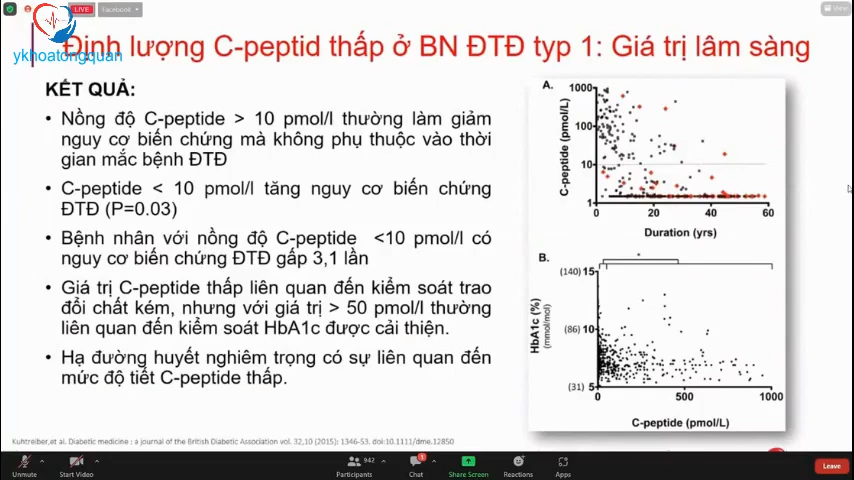 LIVE
Facebook
View
ykhoatongquan
Định lượng C-peptid thấp ở BN ĐTĐ typ 1: Giá trị lâm sàng
KẾT QUẢ:
• Nồng độ C-peptide > 10 pmol/l thường làm giảm
nguy cơ biến chứng mà không phụ thuộc vào thời
gian mắc bệnh ĐTĐ
• C-peptide < 10 pmol/l tăng nguy cơ biến chứng
ĐTĐ (P=0.03)
• Bệnh nhân với nồng độ C-peptide <10 pmol/l có
nguy cơ biến chứng ĐTĐ gấp 3,1 lần
• Giá trị C-peptide thấp liên quan đến kiểm soát trao
đổi chất kém, nhưng với giá trị > 50 pmol/l thường
liên quan đến kiểm soát HbA1c được cải thiện.
• Hạ đường huyết nghiêm trọng có sự liên quan đến
mức độ tiết C-peptide thấp.
A.
C-peptide (pmol/L)
1000
100
10
1
0 20 40 60
Duration (yrs)
B.
*
HbA1c (%)
(mmol/mol)
(140) 15
(86) 10
(31) 5
0 500 1000
C-peptide (pmol/L)
Kuhtreiber,et al. Diabetic medicine : a journal of the British Diabetic Association vol. 32,10 (2015): 1346-53. doi:10.1111/dme.12850
Unmute
Start Video
Participants
942
Chat
1
Share Screen
Reactions
Apps
Leave